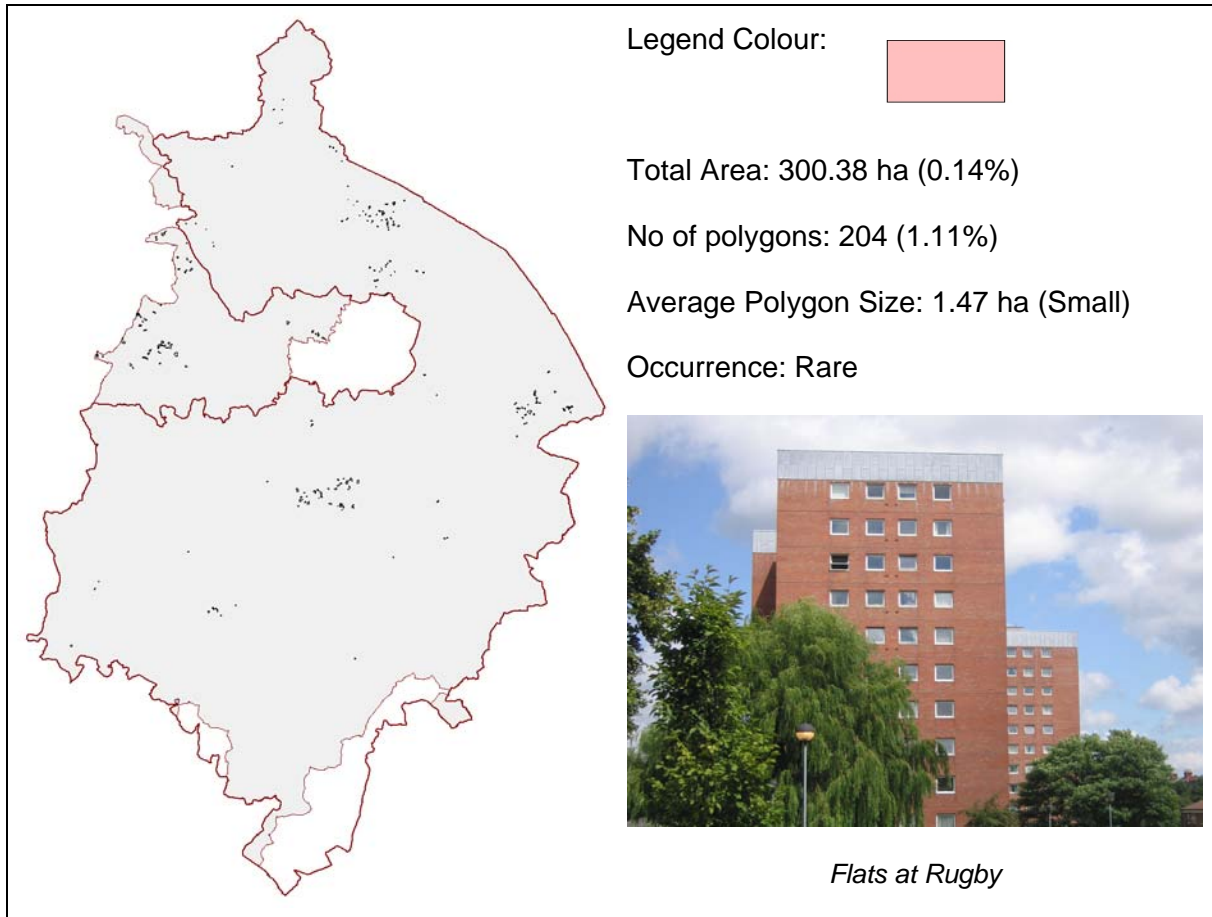 Legend Colour:
Total Area: 300.38 ha (0.14%)
No of polygons: 204 (1.11%)
Average Polygon Size: 1.47 ha (Small)
Occurrence: Rare
Flats at Rugby